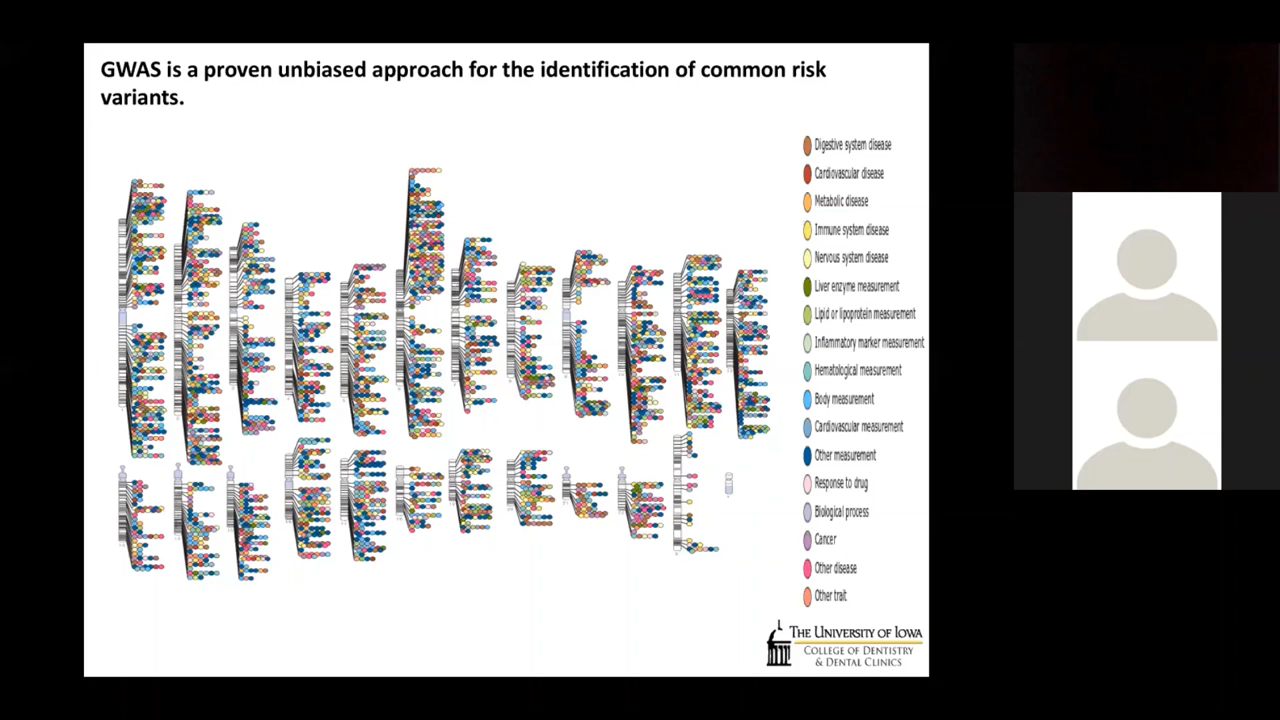 GWAS is a proven unbiased approach for the identification of common risk
variants.
Digestive system disease
Cardiovascular disease
Metabolic disease
Immune system disease
Nervous system disease
Liver enzyme measurement
Lipid or lipoprotein measurement
Inflammatory marker measurement
Hematological measurement
Body measurement
Cardiovascular measurement
Other measurement
Response to drug
Biological process
Cancer
Other disease
Other trait
THE UNIVERSITY OF IOWA
COLLEGE OF DENTISTRY
& DENTAL CLINICS